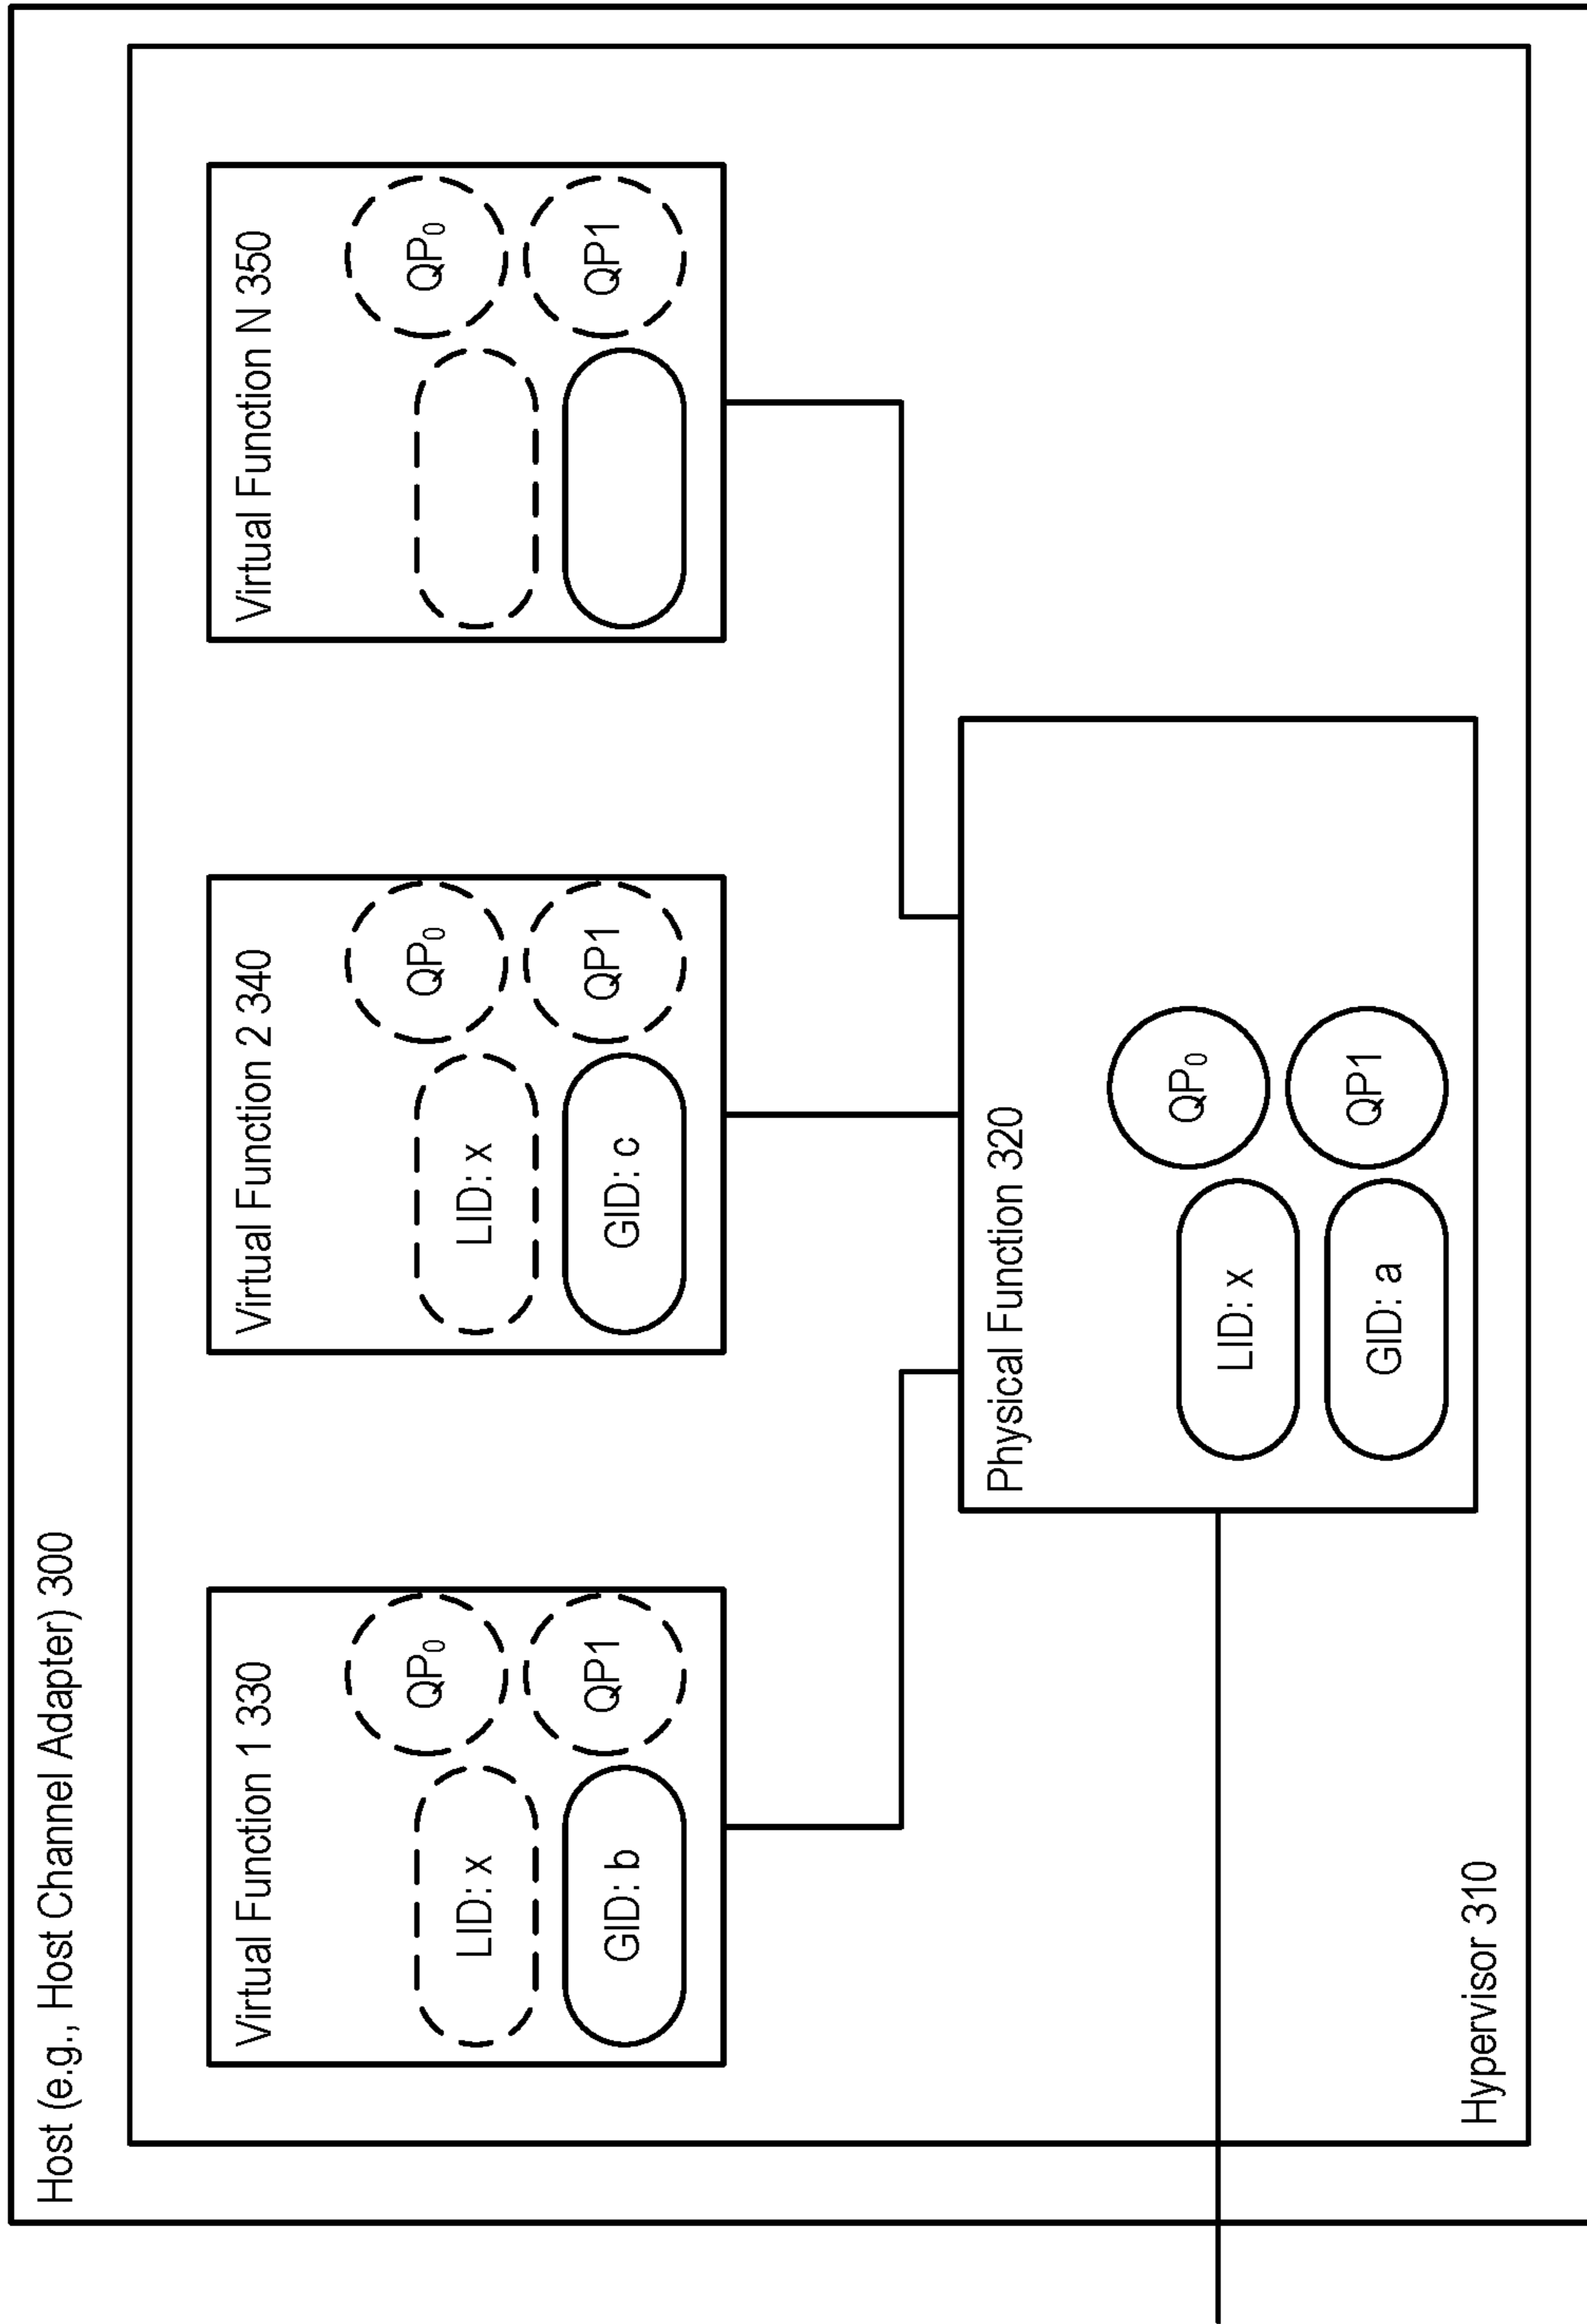 Host (e.g., Host Channel Adapter) 300
Virtual Function 1 330
LID: x
QP₀
GID: b
QP1
Virtual Function 2 340
LID: x
QP₀
GID: c
QP1
Virtual Function N 350
QP₀
QP1
Physical Function 320
LID: x
QP₀
GID: a
QP1
Hypervisor 310